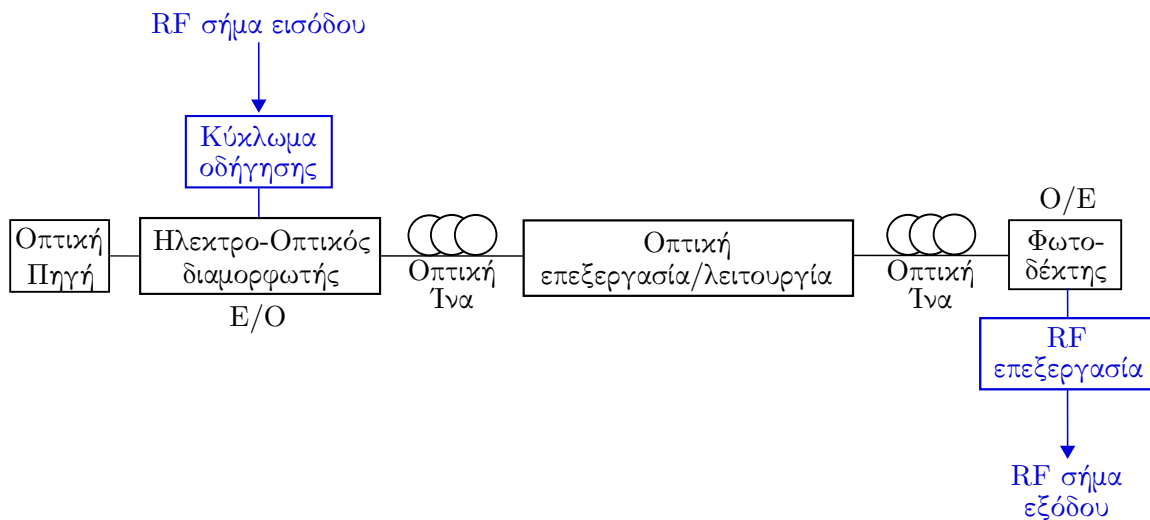 RF σήμα εισόδου
Κύκλωμα
οδήγησης
Οπτική
Πηγή
Ηλεκτρο-Οπτικός
διαμορφωτής
E/O
Οπτική
Ίνα
Οπτική
επεξεργασία/λειτουργία
Οπτική
Ίνα
O/E
Φωτο-
δέκτης
RF
επεξεργασία
RF σήμα
εξόδου